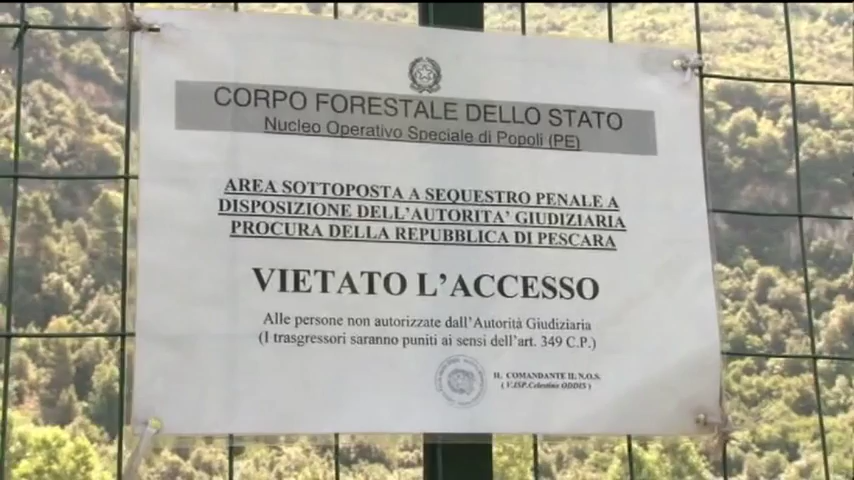 CORPO FORESTALE DELLO STATO
Nucleo Operativo Speciale di Popoli (PE)
AREA SOTTOPOSTA A SEQUESTRO PENALE A
DISPOSIZIONE DELL'AUTORITA' GIUDIZIARIA
PROCURA DELLA REPUBBLICA DI PESCARA
VIETATO L'ACCESSO
Alle persone non autorizzate dall'Autorità Giudiziaria
(I trasgressori saranno puniti ai sensi dell'art. 349 C.P.)
IL COMANDANTE IL N.O.S.
( V.ISP. Celestino ODDIS )